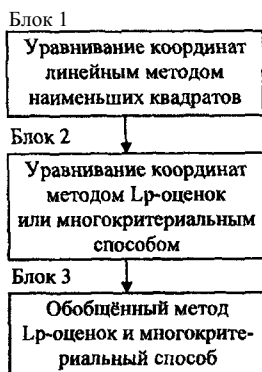 Блок 1
Уравнивание координат
линейным методом
наименьших квадратов
Блок 2
Уравнивание координат
методом Lp-оценок
или многокритериальным
способом
Блок 3
Обобщённый метод
Lp-оценок и многокрите-
риальный способ